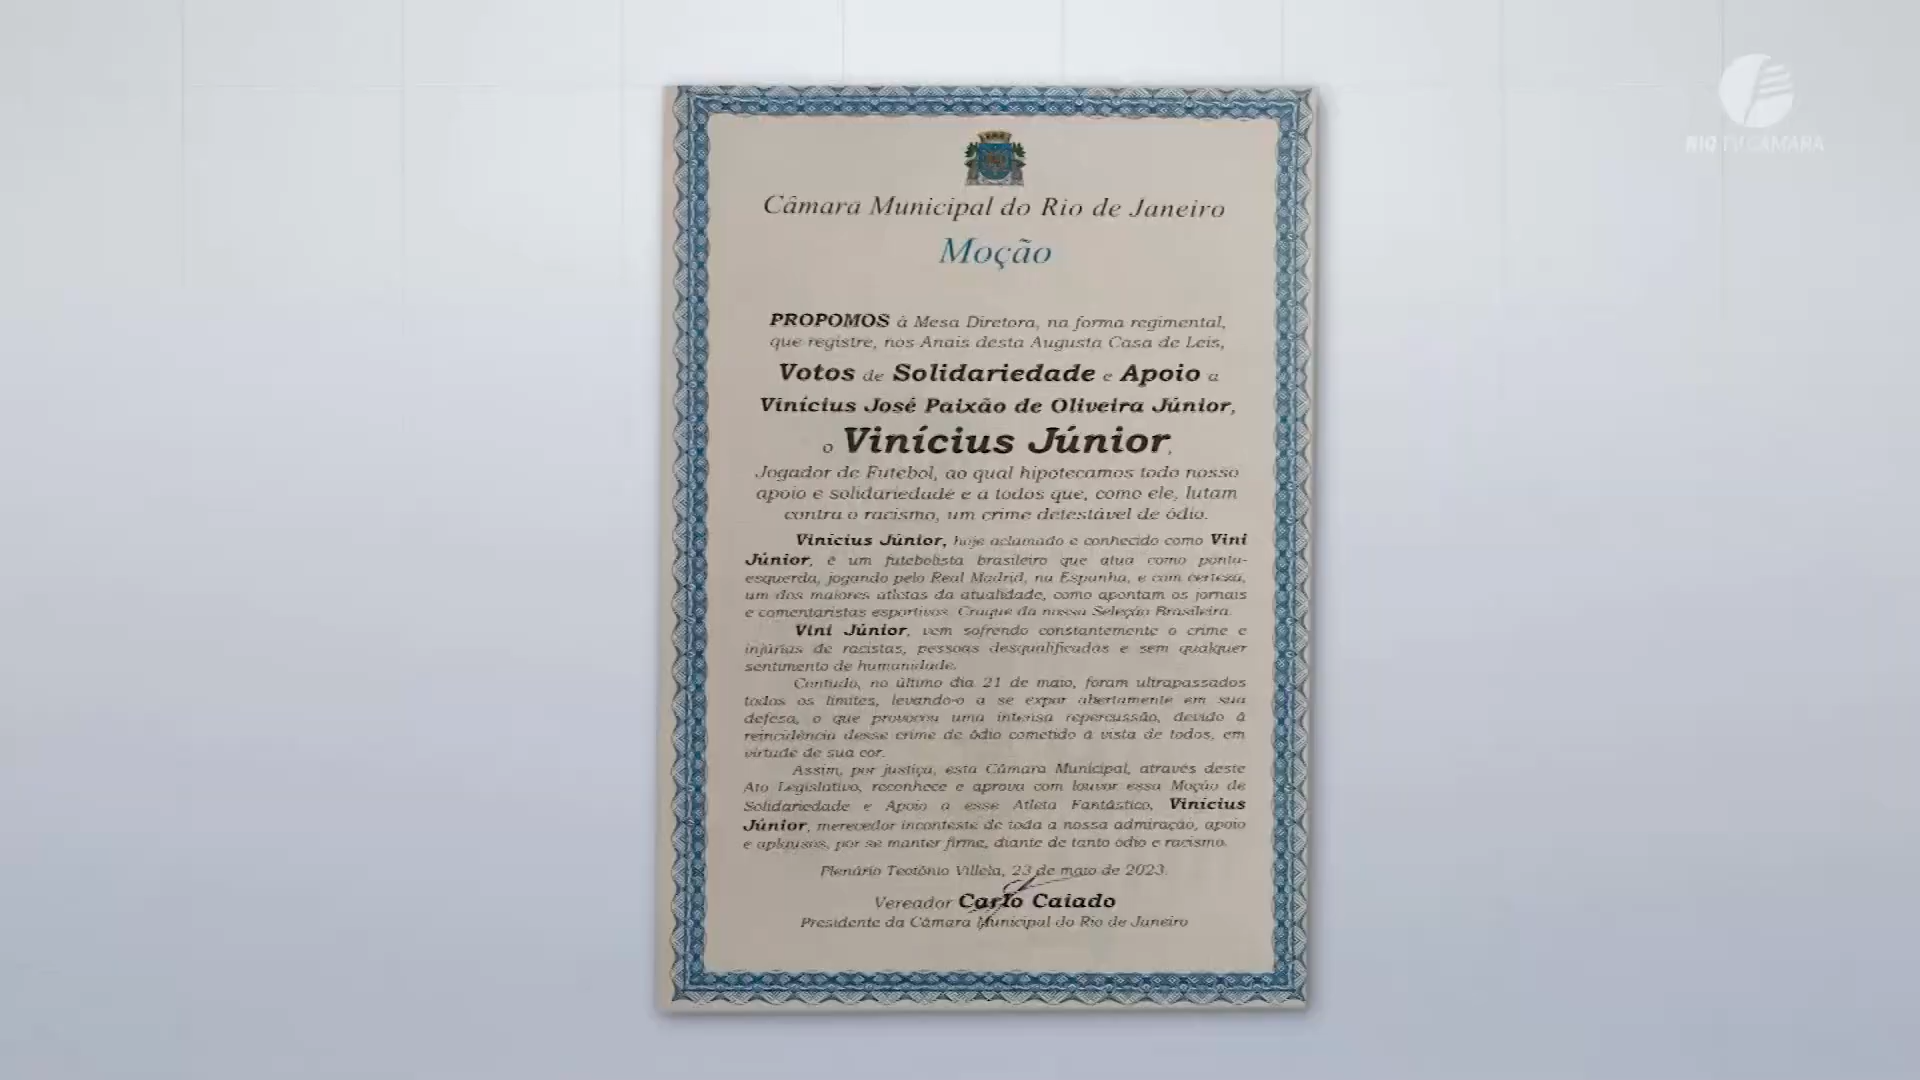 RIO TV CÂMARA
Câmara Municipal do Rio de Janeiro
Moção
PROPOMOS à Mesa Diretora, na forma regimental,
que registre, nos Anais desta Augusta Casa de Leis,
Votos de Solidariedade e Apoio a
Vinícius José Paixão de Oliveira Júnior,
o Vinícius Júnior,
Jogador de Futebol, ao qual hipotecamos todo nosso
apoio e solidariedade e a todos que, como ele, lutam
contra o racismo, um crime detestável de ódio.
Vinícius Júnior, hoje aclamado e conhecido como Vini
Júnior, é um futebolista brasileiro que atua como ponta-
esquerda, jogando pelo Real Madrid, na Espanha, e com certeza,
um dos maiores atletas da atualidade, como apontam os jornais
e comentaristas esportivos. Craque da nossa Seleção Brasileira.
Vini Júnior, vem sofrendo constantemente o crime e
injúrias de racistas, pessoas desqualificadas e sem qualquer
sentimento de humanidade.
Contudo, no último dia 21 de maio, foram ultrapassados
todos os limites, levando-o a se expor abertamente em sua
defesa, o que provocou uma intensa repercussão, devido à
reincidência desse crime de ódio cometido à vista de todos, em
virtude de sua cor.
Assim, por justiça, esta Câmara Municipal, através deste
Ato Legislativo, reconhece e aprova com louvor essa Moção de
Solidariedade e Apoio a esse Atleta Fantástico, Vinícius
Júnior, merecedor inconteste de toda a nossa admiração, apoio
e aplausos, por se manter firme, diante de tanto ódio e racismo.
Plenário Teotônio Villela, 23 de maio de 2023.
Vereador Carlo Caiado
Presidente da Câmara Municipal do Rio de Janeiro